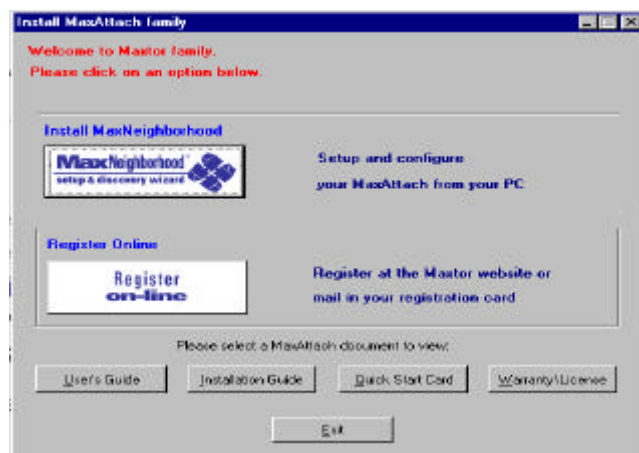 Install MaxAttach family
Welcome to Maxtor family.
Please click on an option below.
Install MaxNeighborhood
MaxNeighborhood
setup & discovery wizard
Setup and configure
your MaxAttach from your PC
Register Online
Register
on-line
Register at the Maxtor website or
mail in your registration card
Please select a MaxAttach document to view:
User's Guide
Installation Guide
Quick Start Card
Warranty\License
Exit